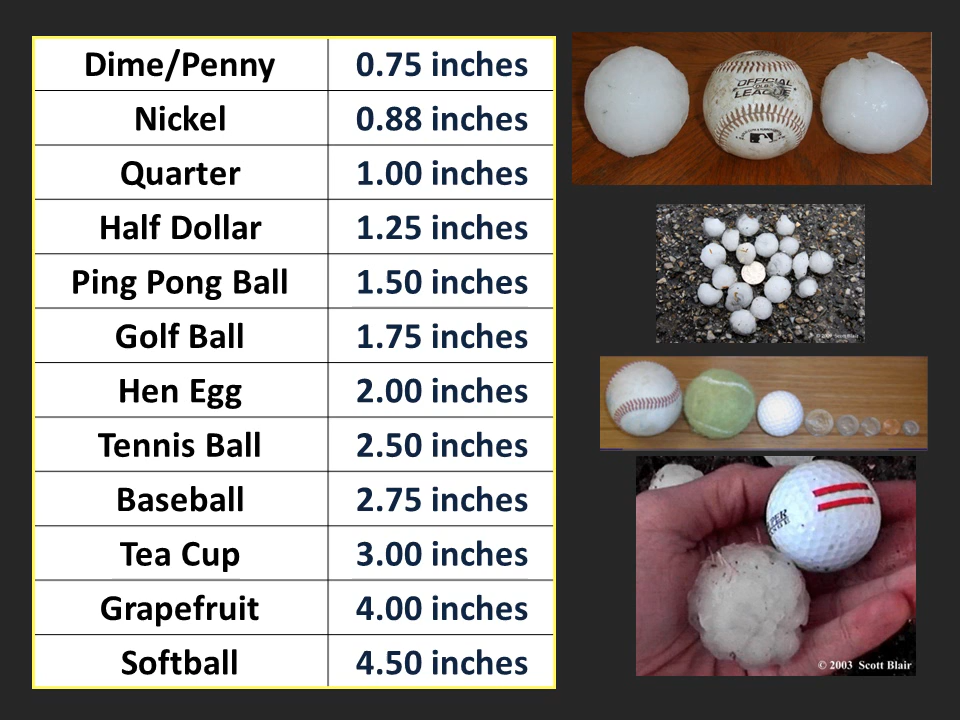 Dime/Penny 0.75 inches
Nickel 0.88 inches
Quarter 1.00 inches
Half Dollar 1.25 inches
Ping Pong Ball 1.50 inches
Golf Ball 1.75 inches
Hen Egg 2.00 inches
Tennis Ball 2.50 inches
Baseball 2.75 inches
Tea Cup 3.00 inches
Grapefruit 4.00 inches
Softball 4.50 inches
OFFICIAL
LEAGUE
Scott Blair
© 2003 Scott Blair